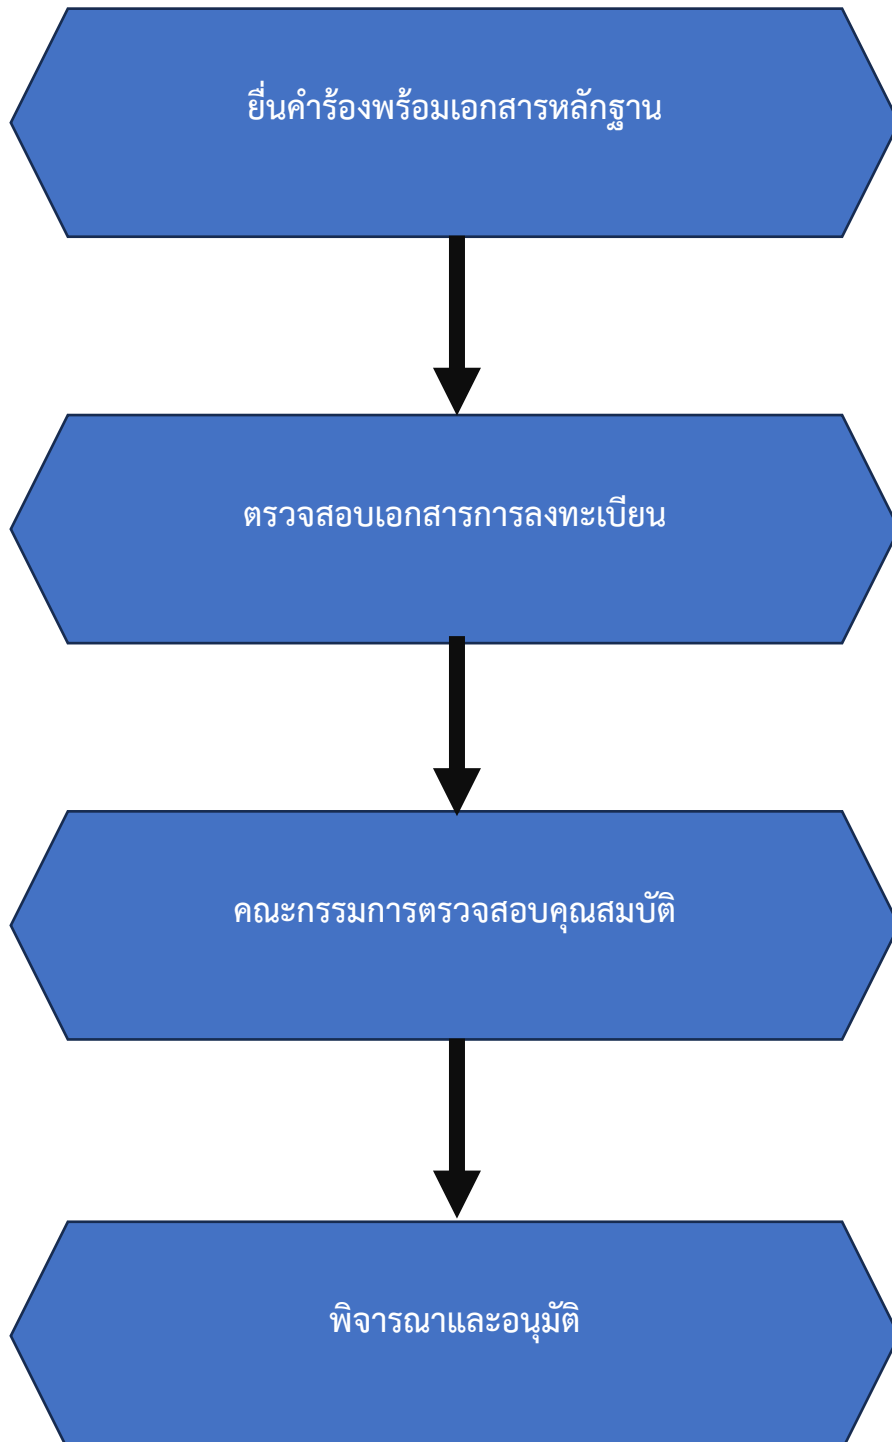 ยื่นคำร้องพร้อมเอกสารหลักฐาน
ตรวจสอบเอกสารการลงทะเบียน
คณะกรรมการตรวจสอบคุณสมบัติ
พิจารณาและอนุมัติ